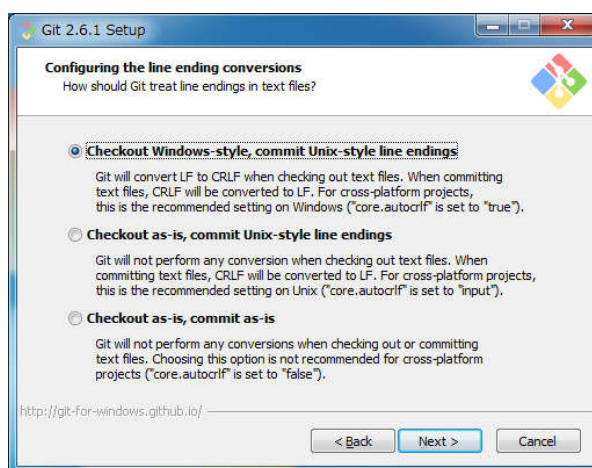 Git 2.6.1 Setup
Configuring the line ending conversions
How should Git treat line endings in text files?
Checkout Windows-style, commit Unix-style line endings
Git will convert LF to CRLF when checking out text files. When committing
text files, CRLF will be converted to LF. For cross-platform projects,
this is the recommended setting on Windows ("core.autocrlf" is set to "true").
Checkout as-is, commit Unix-style line endings
Git will not perform any conversion when checking out text files. When
committing text files, CRLF will be converted to LF. For cross-platform projects,
this is the recommended setting on Unix ("core.autocrlf" is set to "input").
Checkout as-is, commit as-is
Git will not perform any conversions when checking out or committing
text files. Choosing this option is not recommended for cross-platform
projects ("core.autocrlf" is set to "false").
http://git-for-windows.github.io/
< Back Next > Cancel